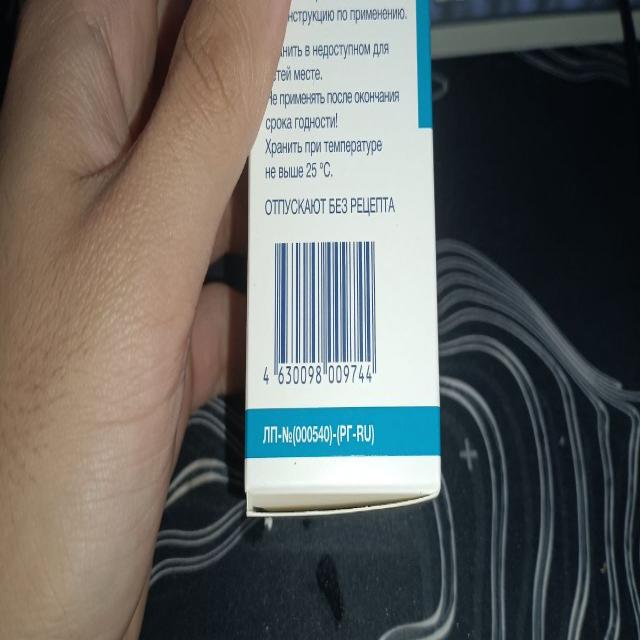 инструкцию по применению.
Хранить в недоступном для
детей месте.
Не применять после окончания
срока годности!
Хранить при температуре
не выше 25 °С.
ОТПУСКАЮТ БЕЗ РЕЦЕПТА
4 630098 009744
ЛП-№(000540)-(РГ-RU)